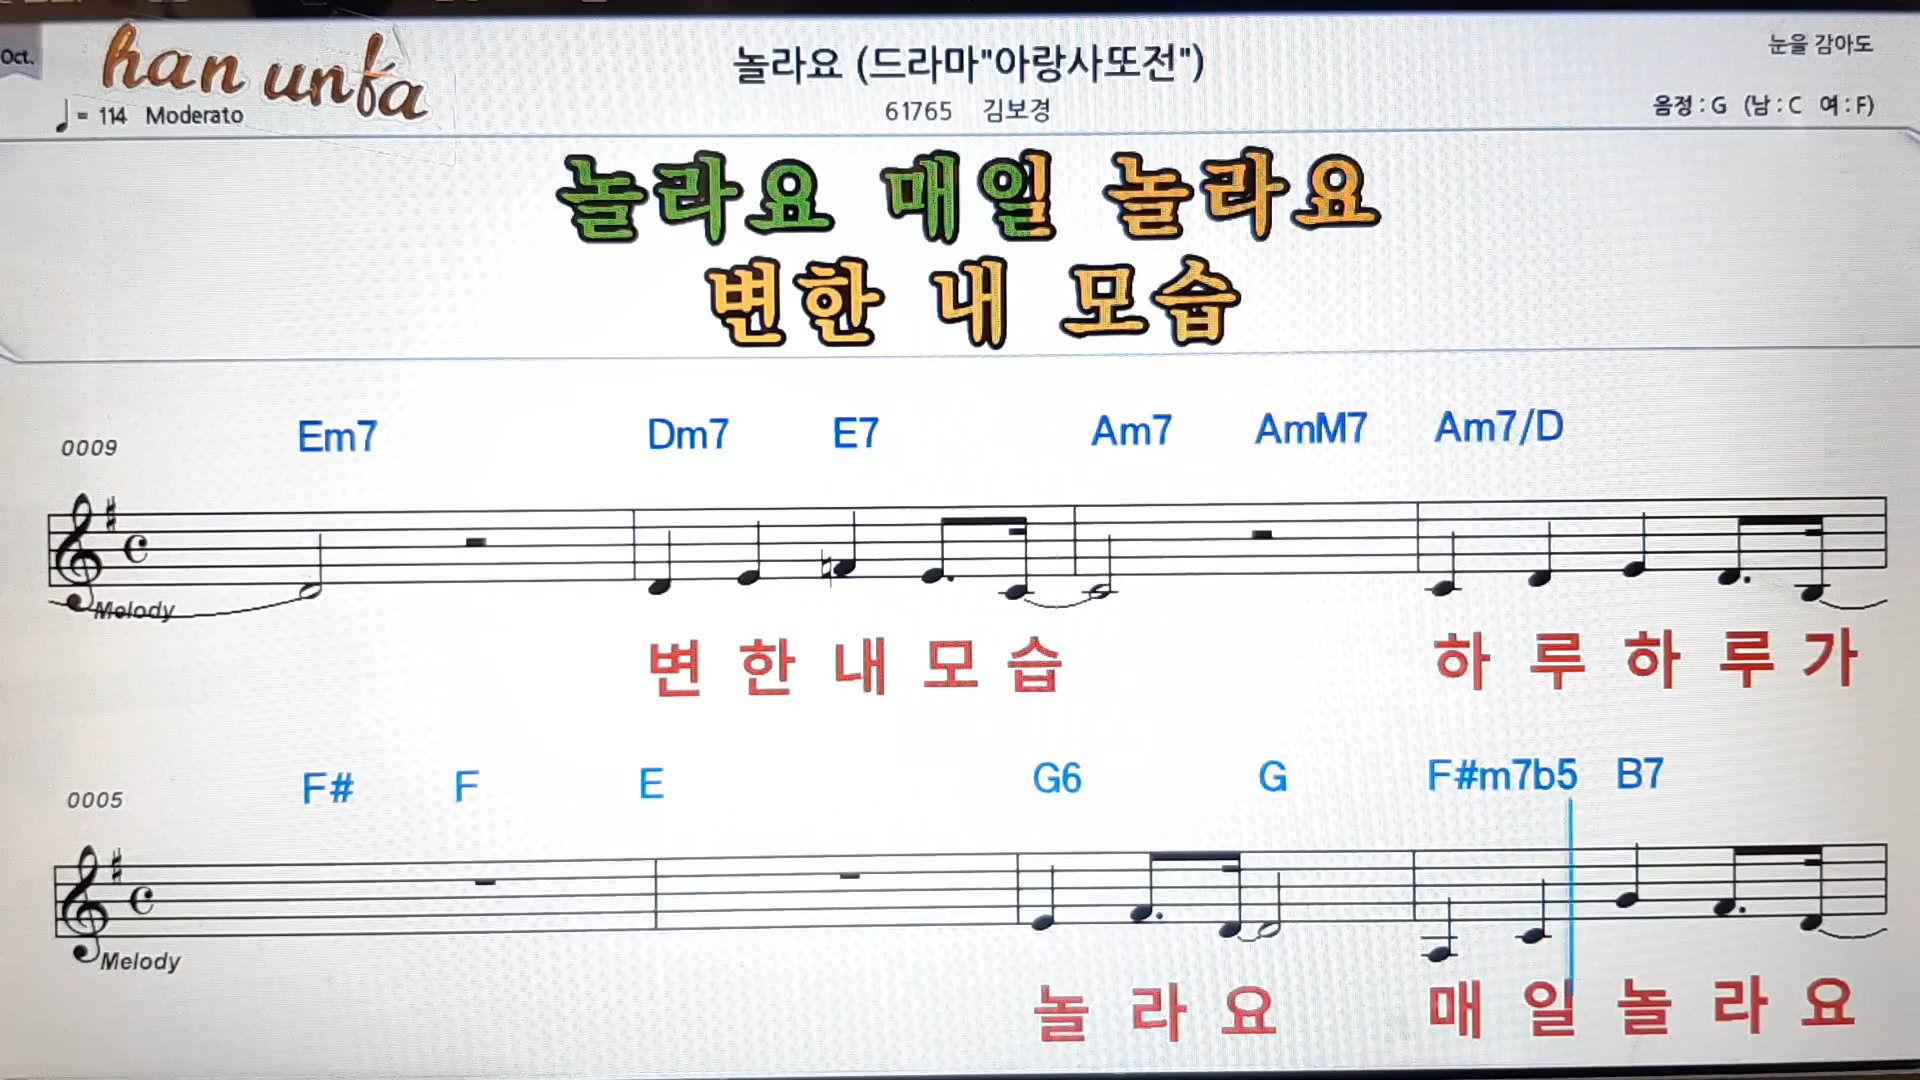 Oct.
han unfa
놀라요 (드라마"아랑사또전")
눈을 감아도
= 114 Moderato
61765 김보경
음정 : G (남 : C 여 : F)
놀라요 매일 놀라요
변한 내 모습
0009 Em7 Dm7 E7 Am7 AmM7 Am7/D
Melody
변 한 내 모 습 하 루 하 루 가
0005 F# F E G6 G F#m7b5 B7
Melody
놀 라 요 매 일 놀 라 요